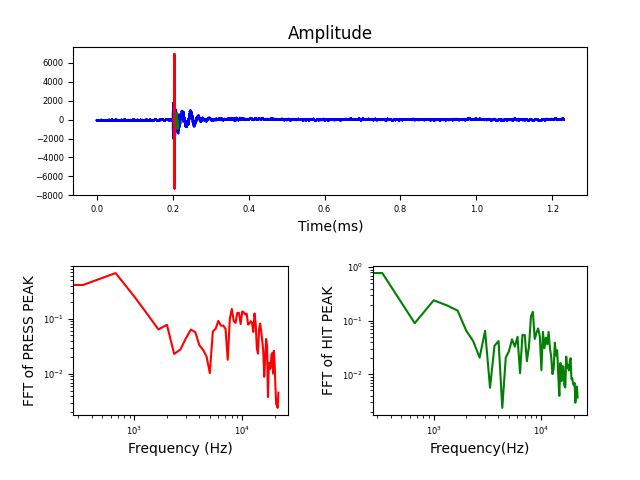 Amplitude
6000
4000
2000
0
−2000
−4000
−6000
−8000
0.0 0.2 0.4 0.6 0.8 1.0 1.2
Time(ms)
FFT of PRESS PEAK
10⁻¹
10⁻²
10³ 10⁴
Frequency (Hz)
FFT of HIT PEAK
10⁰
10⁻¹
10⁻²
10³ 10⁴
Frequency(Hz)